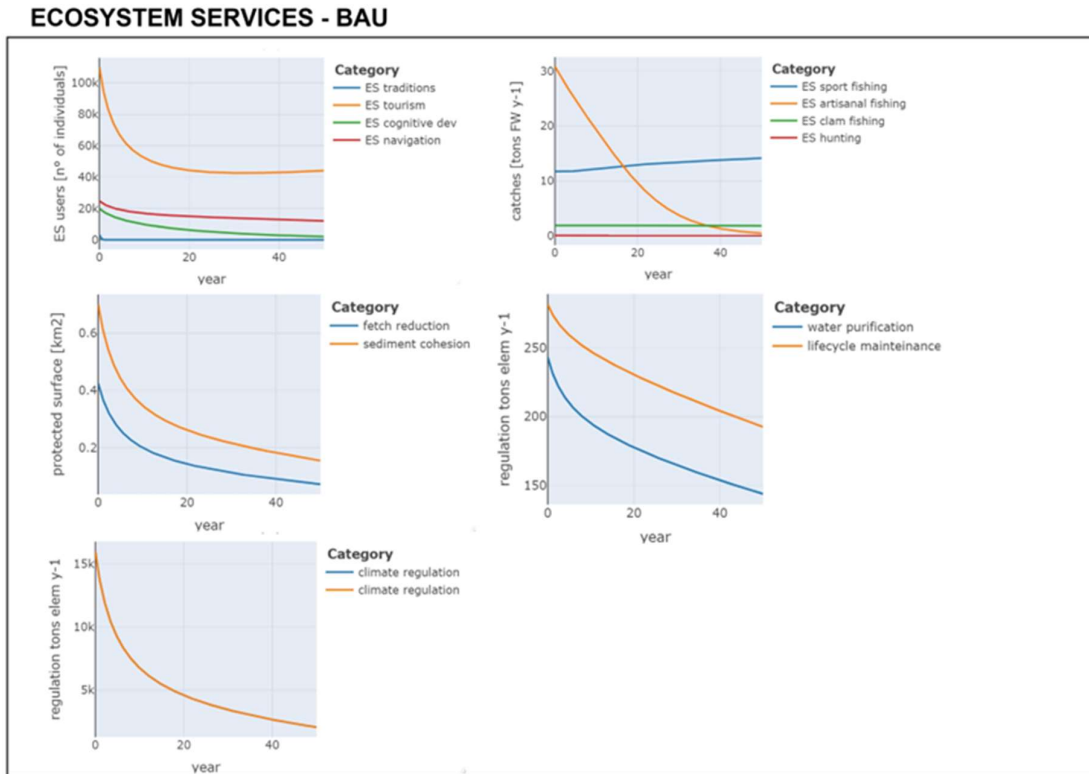 ECOSYSTEM SERVICES - BAU
ES users [n° of individuals]
100k
80k
60k
40k
20k
0
0
20
40
year
Category
ES traditions
ES tourism
ES cognitive dev
ES navigation
catches [tons FW y-1]
30
20
10
0
0
20
40
year
Category
ES sport fishing
ES artisanal fishing
ES clam fishing
ES hunting
protected surface [km2]
0.6
0.4
0.2
0
20
40
year
Category
fetch reduction
sediment cohesion
regulation tons elem y-1
250
200
150
0
20
40
year
Category
water purification
lifecycle mainteinance
regulation tons elem y-1
15k
10k
5k
0
20
40
year
Category
climate regulation
climate regulation